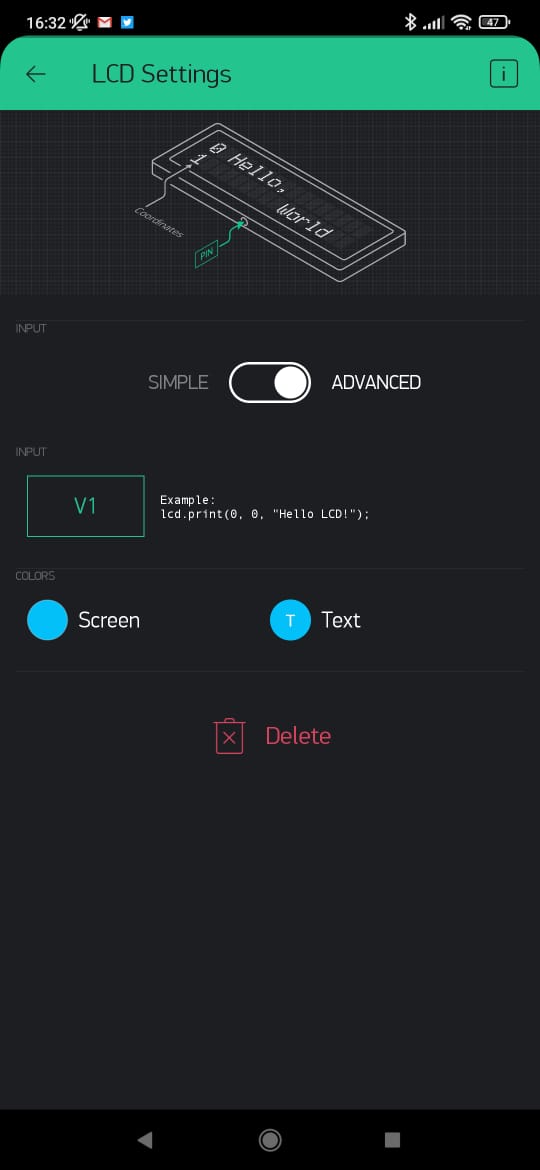 16:32
47
LCD Settings
i
0 Hello,
1
World
Coordinates
PIN
INPUT
SIMPLE ADVANCED
INPUT
V1
Example:
lcd.print(0, 0, "Hello LCD!");
COLORS
Screen
T Text
Delete